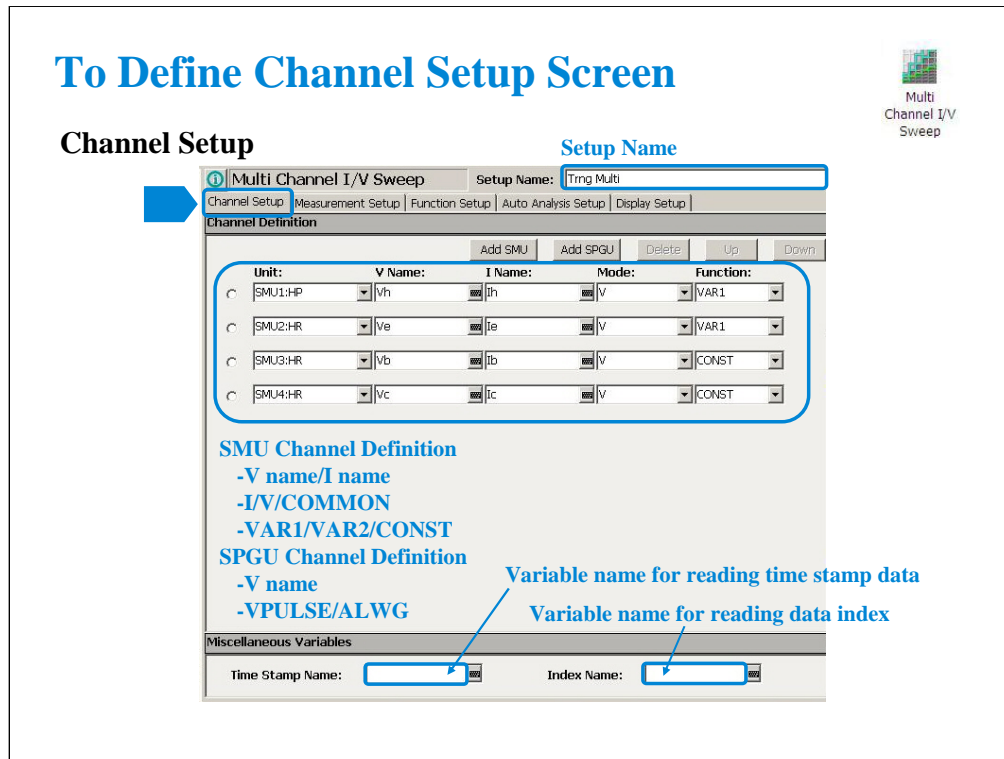 To Define Channel Setup Screen
Multi
Channel I/V
Sweep
Channel Setup
Setup Name
Multi Channel I/V Sweep Setup Name: Trng Multi
Channel Setup Measurement Setup Function Setup Auto Analysis Setup Display Setup
Channel Definition
Add SMU Add SPGU Delete Up Down
Unit: V Name: I Name: Mode: Function:
SMU1:HP Vh Ih V VAR1
SMU2:HR Ve Ie V VAR1
SMU3:HR Vb Ib V CONST
SMU4:HR Vc Ic V CONST
SMU Channel Definition
-V name/I name
-I/V/COMMON
-VAR1/VAR2/CONST
SPGU Channel Definition
-V name
-VPULSE/ALWG
Variable name for reading time stamp data
Variable name for reading data index
Miscellaneous Variables
Time Stamp Name: Index Name: